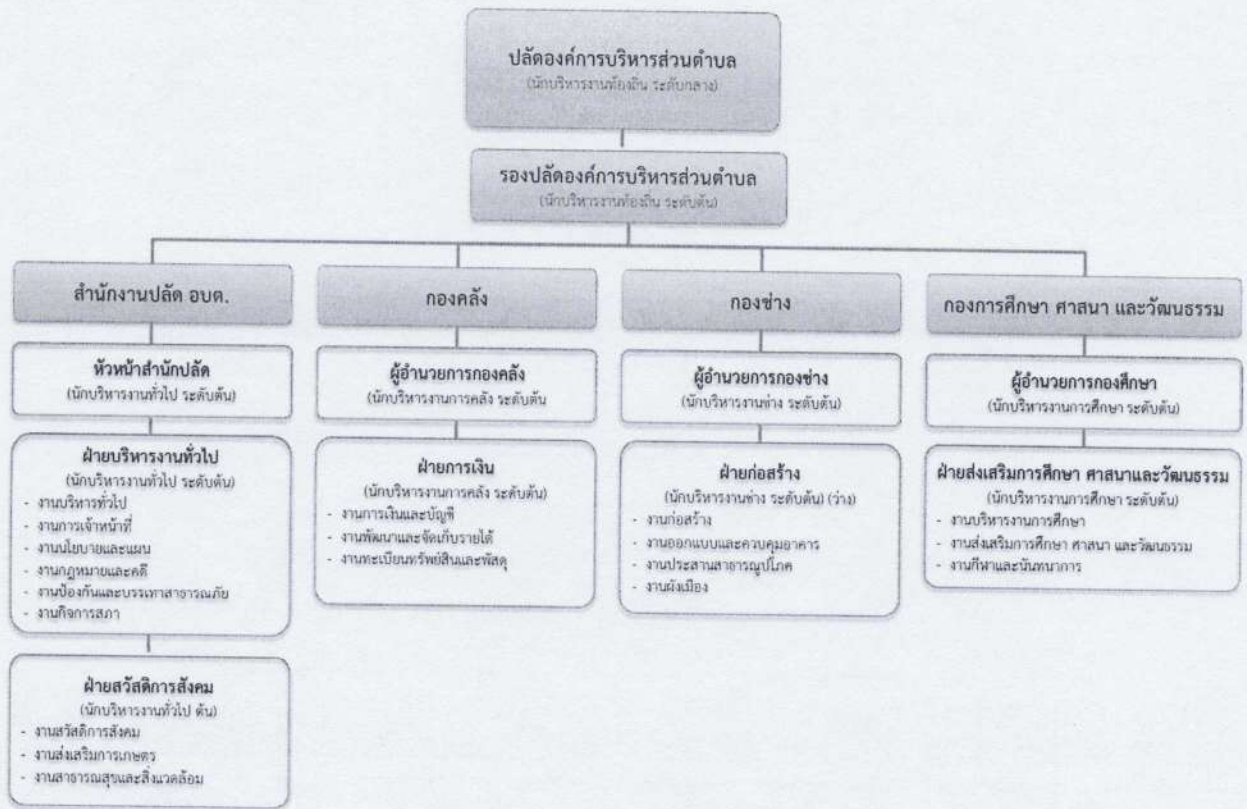 ปลัดองค์การบริหารส่วนตำบล
(นักบริหารงานท้องถิ่น ระดับกลาง)
รองปลัดองค์การบริหารส่วนตำบล
(นักบริหารงานท้องถิ่น ระดับต้น)
สำนักงานปลัด อบต.
หัวหน้าสำนักปลัด
(นักบริหารงานทั่วไป ระดับต้น)
ฝ่ายบริหารงานทั่วไป
(นักบริหารงานทั่วไป ระดับต้น)
- งานบริหารทั่วไป
- งานการเจ้าหน้าที่
- งานนโยบายและแผน
- งานกฎหมายและคดี
- งานป้องกันและบรรเทาสาธารณภัย
- งานกิจการสภา
ฝ่ายสวัสดิการสังคม
(นักบริหารงานทั่วไป ต้น)
- งานสวัสดิการสังคม
- งานส่งเสริมการเกษตร
- งานสาธารณสุขและสิ่งแวดล้อม
กองคลัง
ผู้อำนวยการกองคลัง
(นักบริหารงานการคลัง ระดับต้น
ฝ่ายการเงิน
(นักบริหารงานการคลัง ระดับต้น)
- งานการเงินและบัญชี
- งานพัฒนาและจัดเก็บรายได้
- งานทะเบียนทรัพย์สินและพัสดุ
กองช่าง
ผู้อำนวยการกองช่าง
(นักบริหารงานช่าง ระดับต้น)
ฝ่ายก่อสร้าง
(นักบริหารงานช่าง ระดับต้น) (ว่าง)
- งานก่อสร้าง
- งานออกแบบและควบคุมอาคาร
- งานประสานสาธารณูปโภค
- งานผังเมือง
กองการศึกษา ศาสนา และวัฒนธรรม
ผู้อำนวยการกองศึกษา
(นักบริหารงานการศึกษา ระดับต้น)
ฝ่ายส่งเสริมการศึกษา ศาสนาและวัฒนธรรม
(นักบริหารงานการศึกษา ระดับต้น)
- งานบริหารงานการศึกษา
- งานส่งเสริมการศึกษา ศาสนา และวัฒนธรรม
- งานกีฬาและนันทนาการ